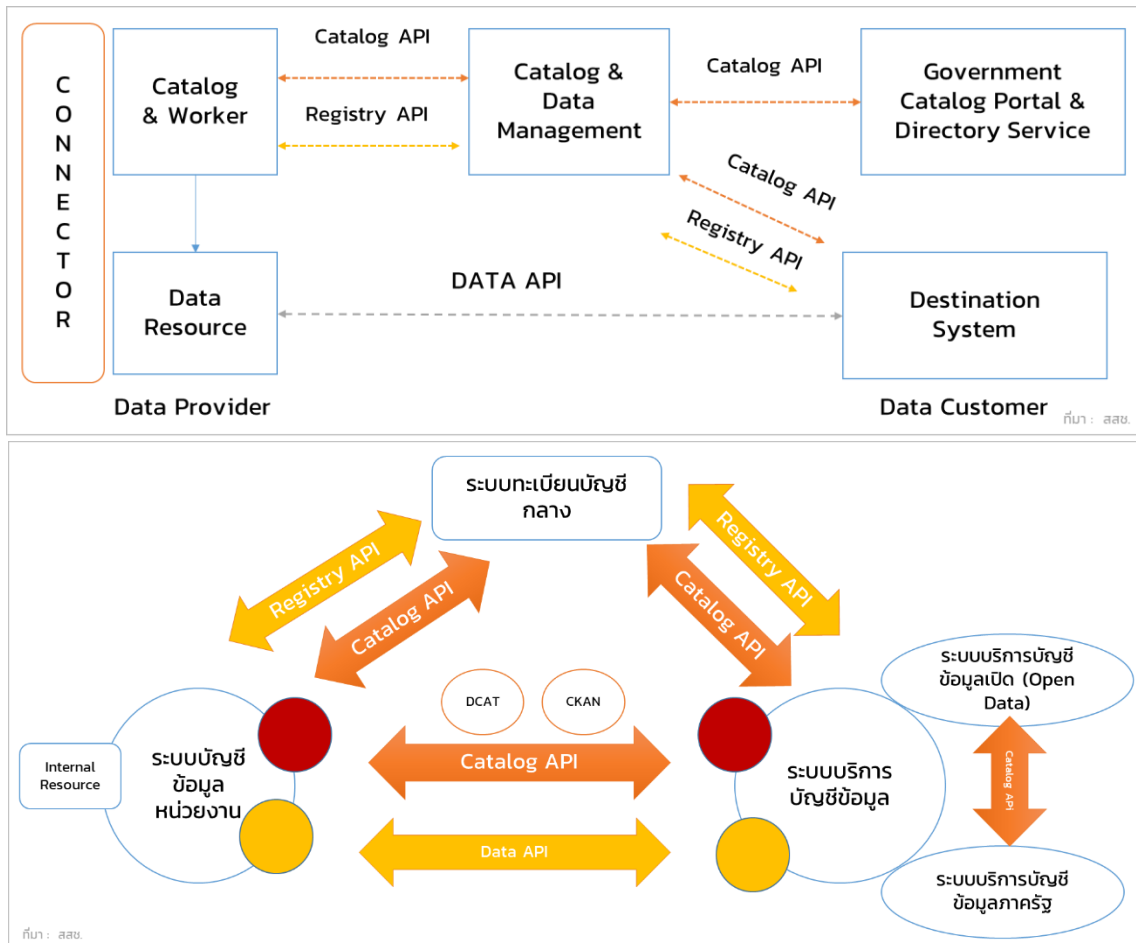 CONNECTOR
Catalog
& Worker
Catalog API
Registry API
Catalog &
Data
Management
Catalog API
Government
Catalog Portal &
Directory Service
Catalog API
Registry API
Data
Resource
DATA API
Destination
System
Data Provider
Data Customer
ที่มา : สสช.
ระบบทะเบียนบัญชี
กลาง
Registry API
Catalog API
Registry API
Catalog API
DCAT
CKAN
Internal
Resource
ระบบบัญชี
ข้อมูล
หน่วยงาน
Catalog API
Data API
ระบบบริการ
บัญชีข้อมูล
ระบบบริการบัญชี
ข้อมูลเปิด (Open
Data)
Catalog API
ระบบบริการบัญชี
ข้อมูลภาครัฐ
ที่มา : สสช.